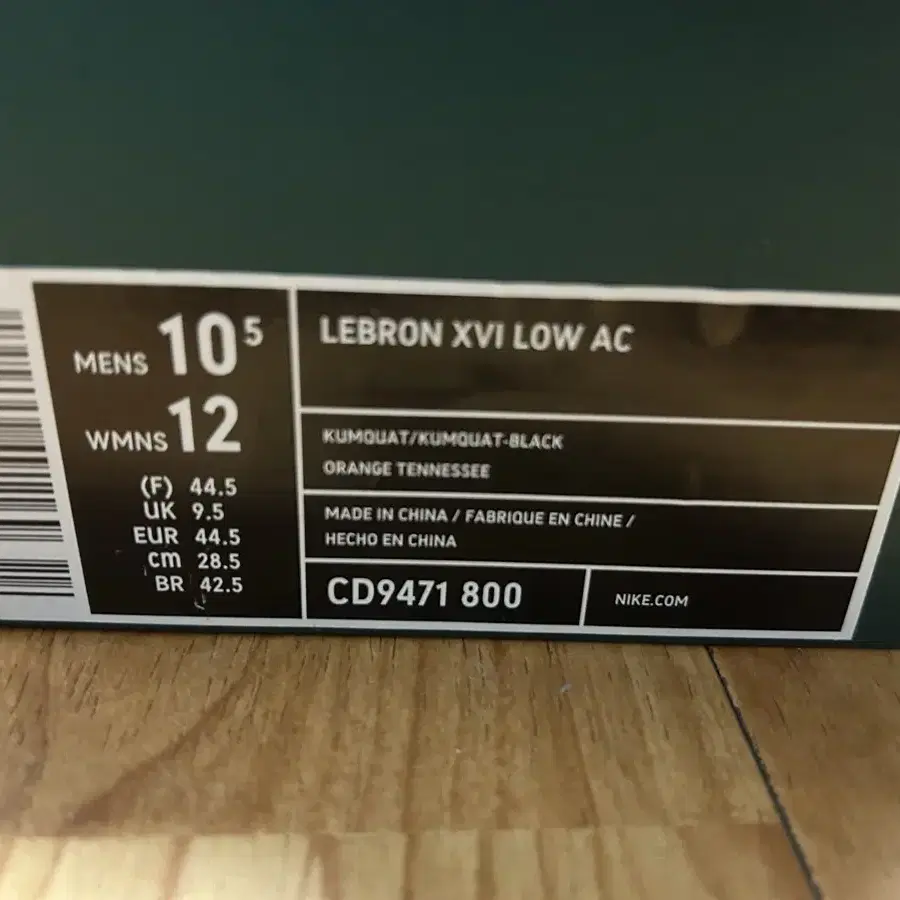 MENS 10 5
WMNS 12
(F) 44.5
UK 9.5
EUR 44.5
cm 28.5
BR 42.5
LEBRON XVI LOW AC
KUMQUAT/KUMQUAT-BLACK
ORANGE TENNESSEE
MADE IN CHINA / FABRIQUE EN CHINE /
HECHO EN CHINA
CD9471 800
NIKE.COM